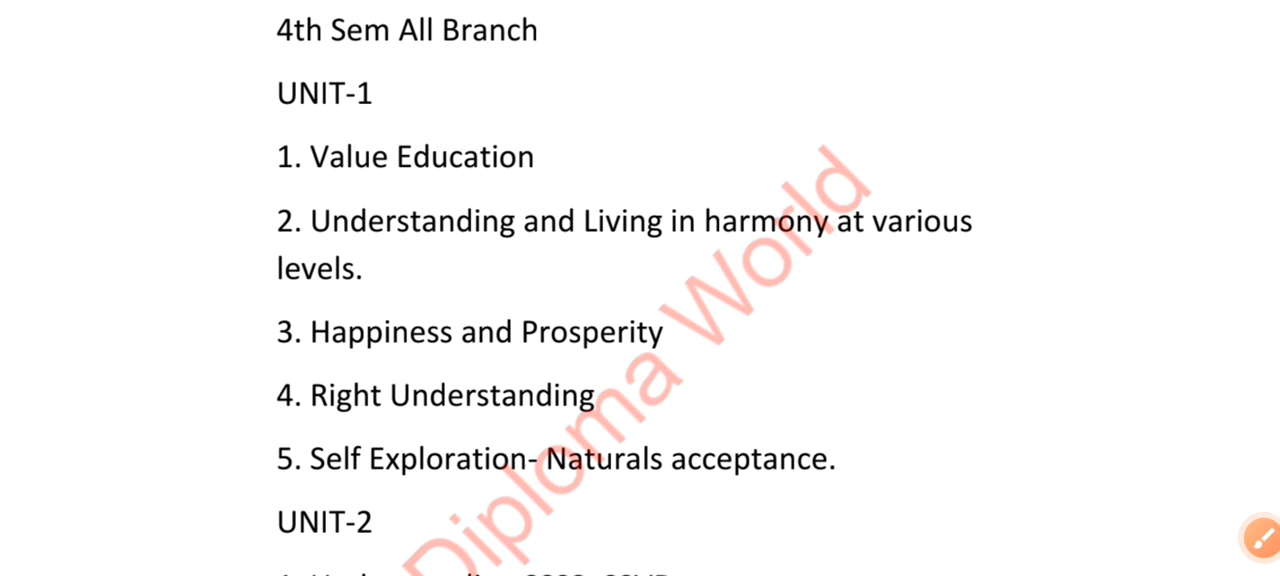 4th Sem All Branch
UNIT-1
1. Value Education
2. Understanding and Living in harmony at various
levels.
3. Happiness and Prosperity
4. Right Understanding
5. Self Exploration- Naturals acceptance.
UNIT-2
Diploma World